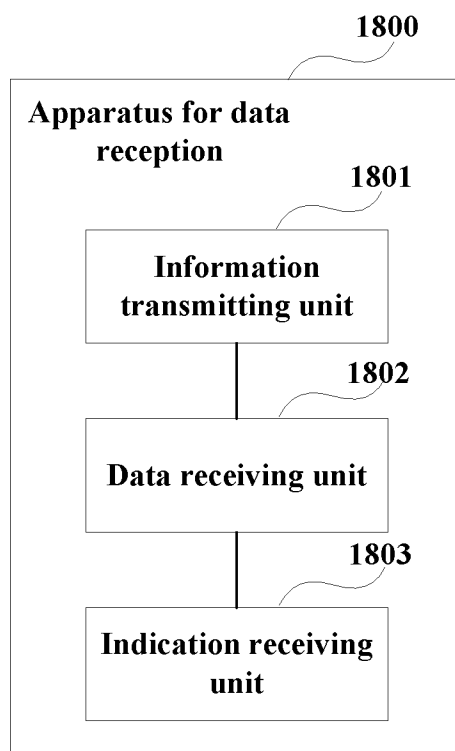 1800
Apparatus for data
reception
1801
Information
transmitting unit
1802
Data receiving unit
1803
Indication receiving
unit